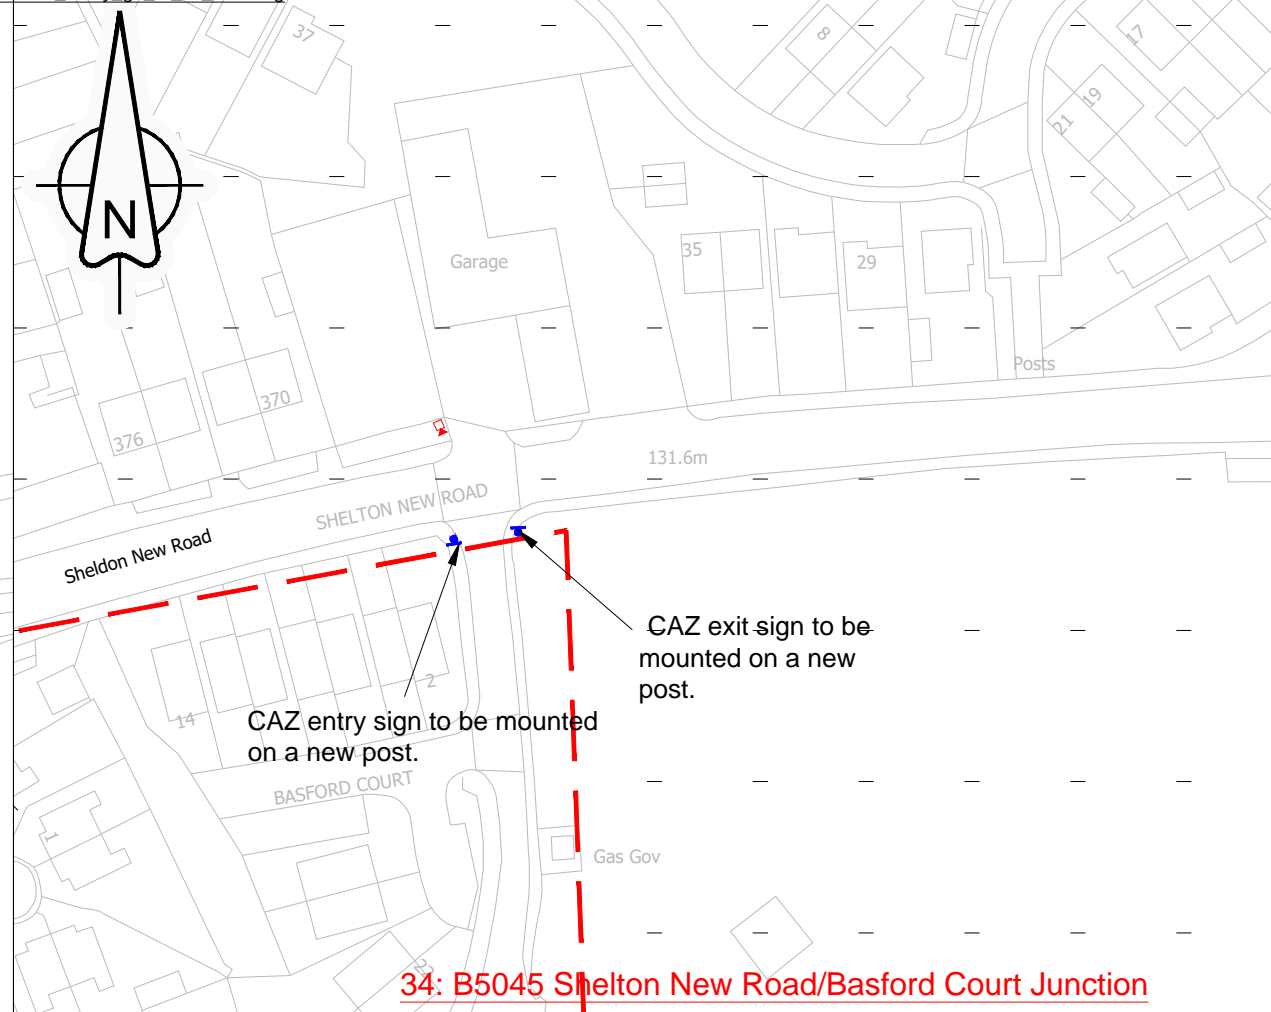 37
8
17
19
21
N
Garage
35
29
Posts
370
376
131.6m
SHELTON NEW ROAD
Sheldon New Road
CAZ exit sign to be
mounted on a new
post.
2
14
CAZ entry sign to be mounted
on a new post.
BASFORD COURT
1
Gas Gov
22
34: B5045 Shelton New Road/Basford Court Junction